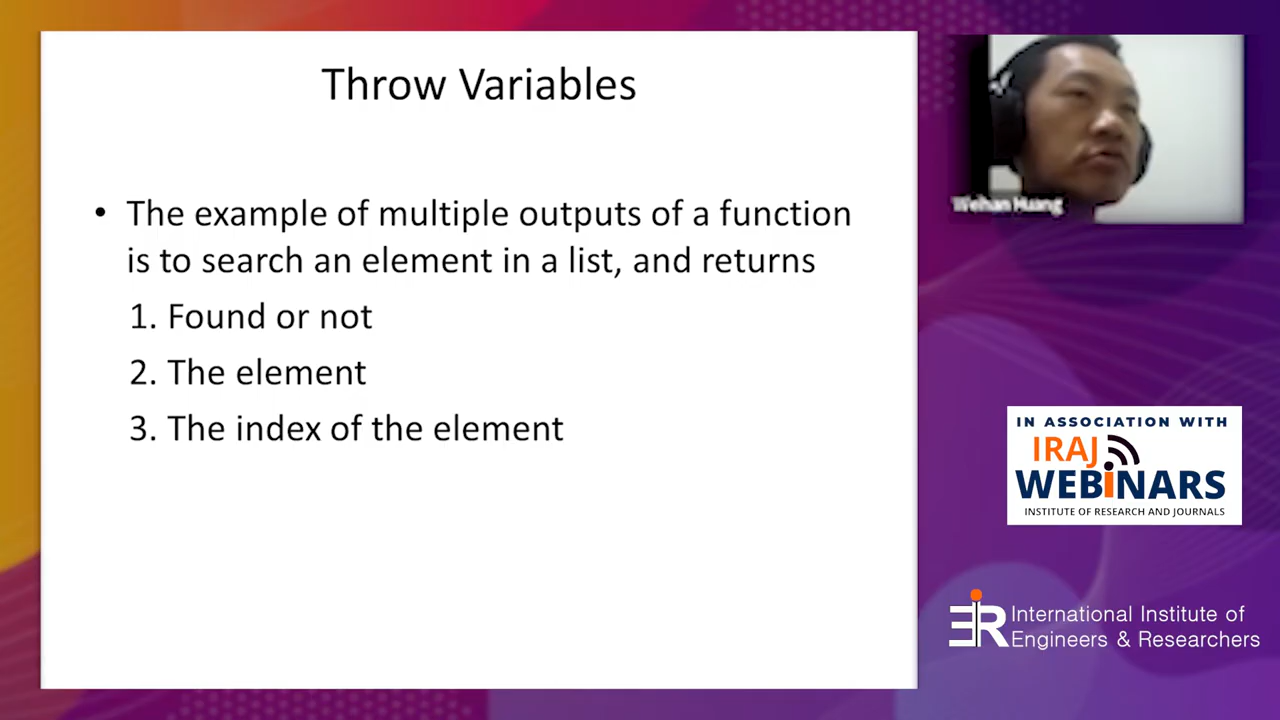 Throw Variables
• The example of multiple outputs of a function
is to search an element in a list, and returns
1. Found or not
2. The element
3. The index of the element
Weihan Huang
IN ASSOCIATION WITH
IRAJ
WEBiNARS
INSTITUTE OF RESEARCH AND JOURNALS
IER International Institute of
Engineers & Researchers